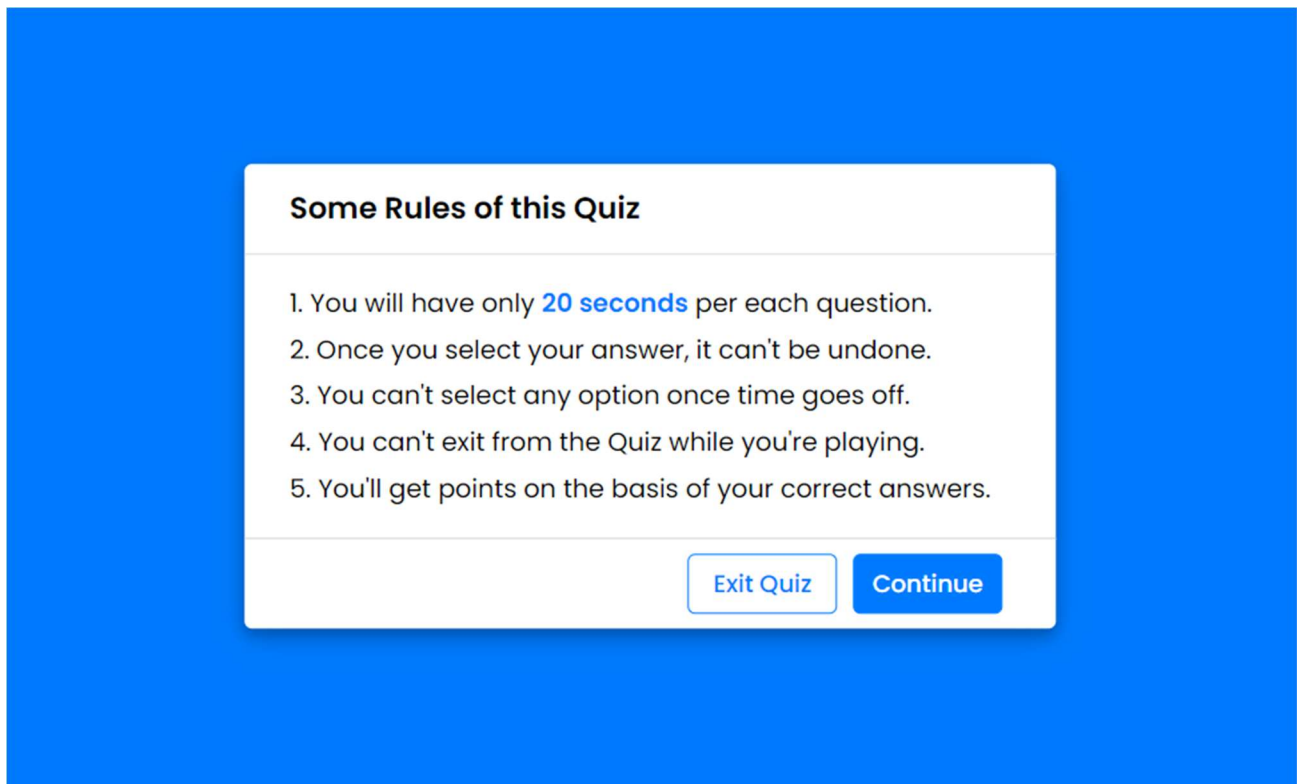 Some Rules of this Quiz
1. You will have only 20 seconds per each question.
2. Once you select your answer, it can't be undone.
3. You can't select any option once time goes off.
4. You can't exit from the Quiz while you're playing.
5. You'll get points on the basis of your correct answers.
Exit Quiz Continue